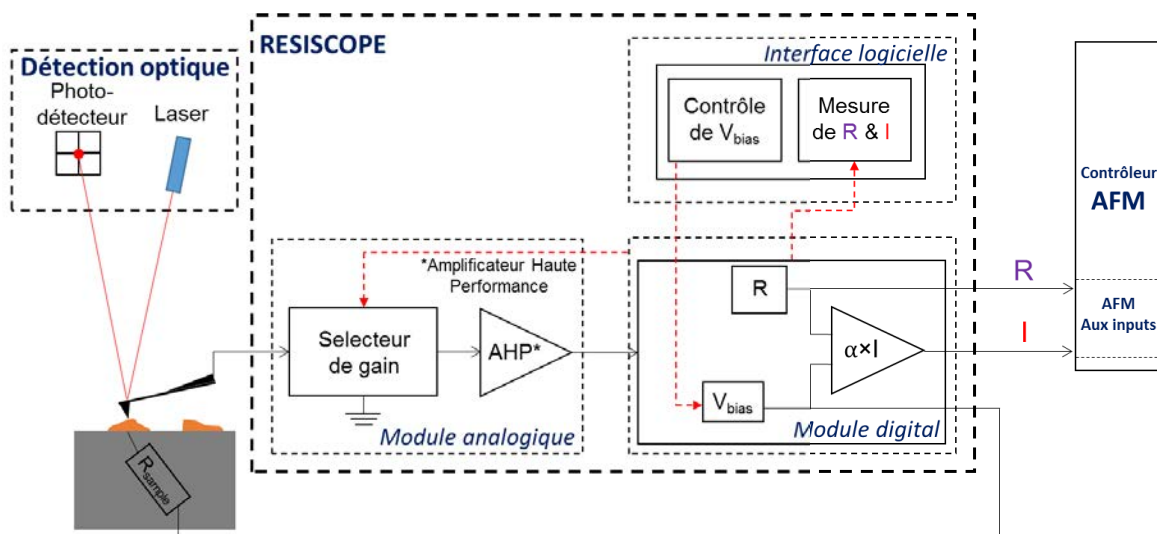 RESISCOPE
Détection optique
Photo-
détecteur
Laser
Interface logicielle
Contrôle
de Vbias
Mesure
de R & I
Contrôleur
AFM
AFM
Aux inputs
*Amplificateur Haute
Performance
Selecteur
de gain
AHP*
Module analogique
R
α×I
Vbias
Module digital
R
I
Rsample